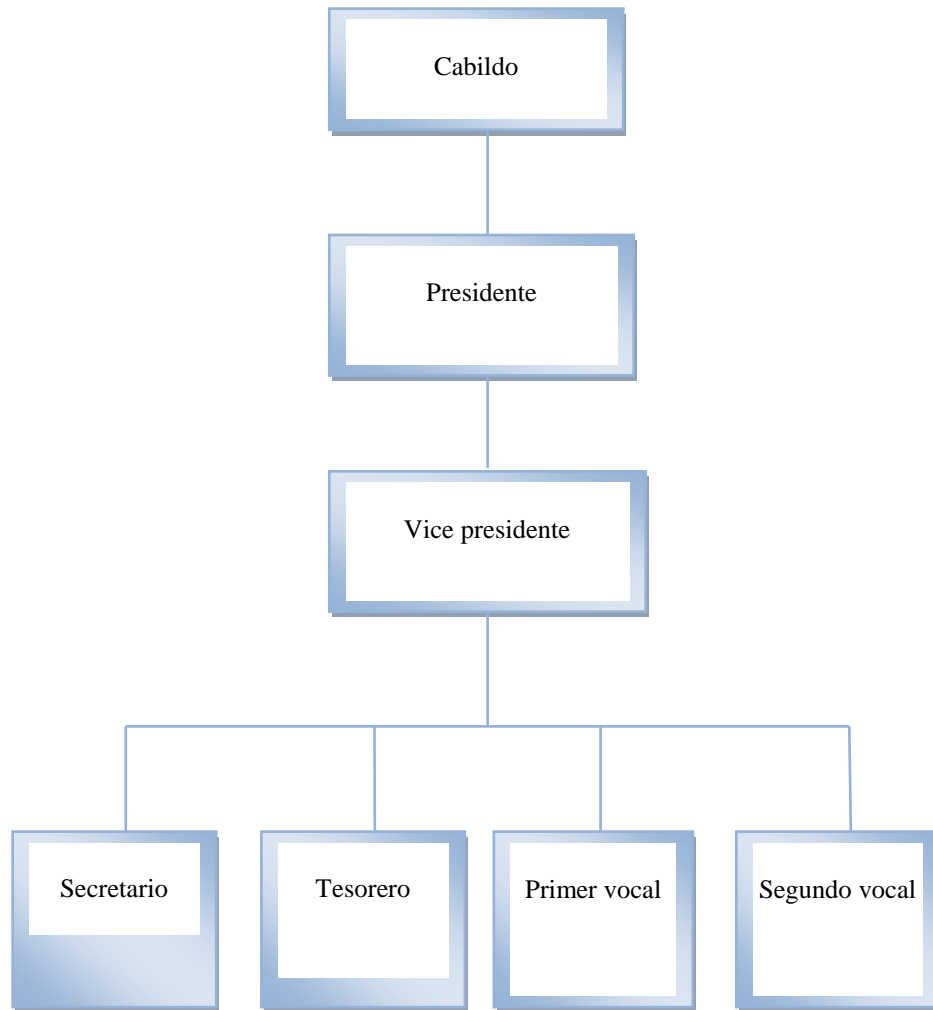 Cabildo
Presidente
Vice presidente
Secretario
Tesorero
Primer vocal
Segundo vocal